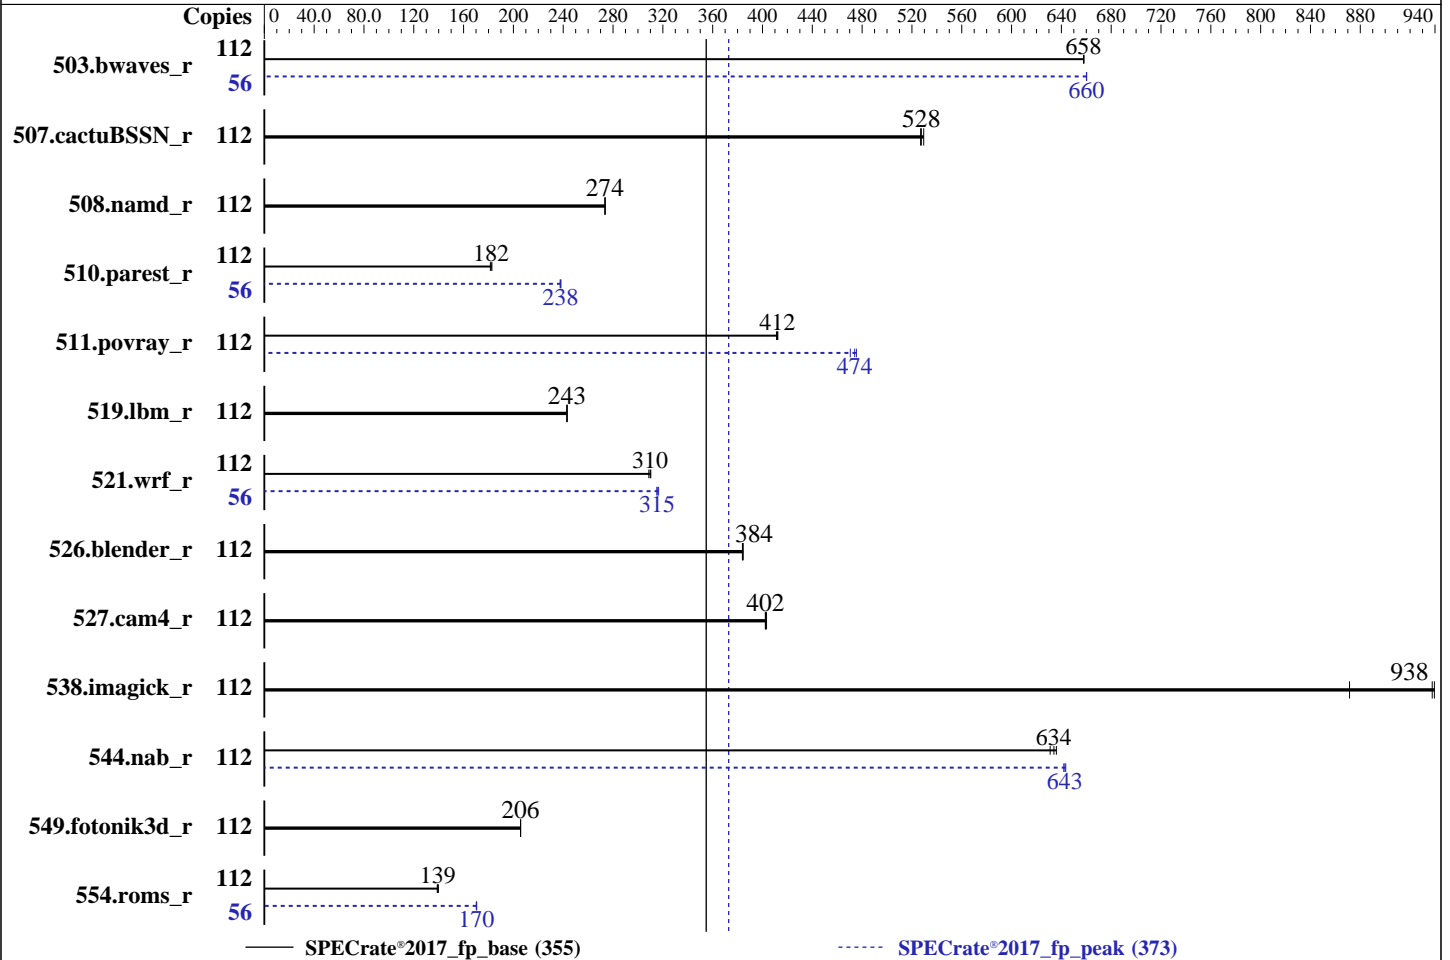 Copies 0 40.0 80.0 120 160 200 240 280 320 360 400 440 480 520 560 600 640 680 720 760 800 840 880 940
503.bwaves_r 112 658
56 660
507.cactuBSSN_r 112 528
508.namd_r 112 274
510.parest_r 112 182
56 238
511.povray_r 112 412
474
519.lbm_r 112 243
521.wrf_r 112 310
56 315
526.blender_r 112 384
527.cam4_r 112 402
538.imagick_r 112 938
544.nab_r 112 634
643
549.fotonik3d_r 112 206
554.roms_r 112 139
56 170
SPECrate®2017_fp_base (355) SPECrate®2017_fp_peak (373)